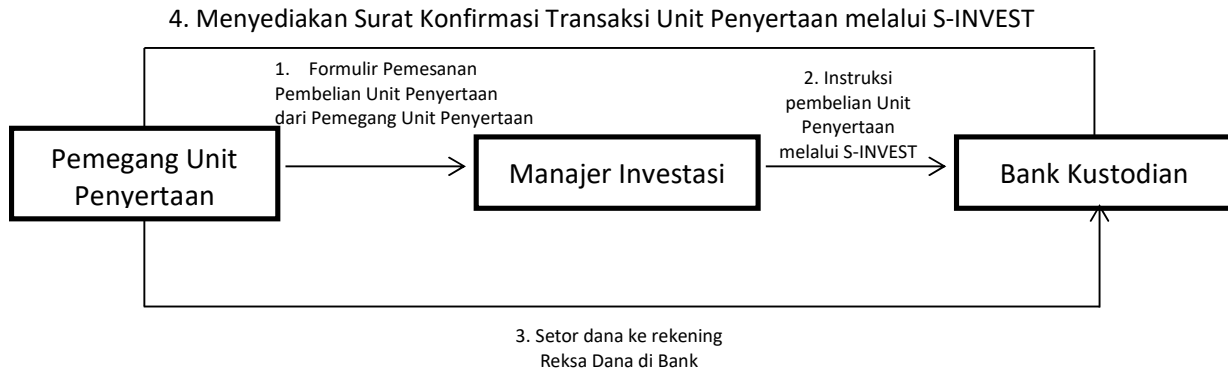 4. Menyediakan Surat Konfirmasi Transaksi Unit Penyertaan melalui S-INVEST
1. Formulir Pemesanan
Pembelian Unit Penyertaan
dari Pemegang Unit Penyertaan
2. Instruksi
pembelian Unit
Penyertaan
melalui S-INVEST
Pemegang Unit
Penyertaan
Manajer Investasi
Bank Kustodian
3. Setor dana ke rekening
Reksa Dana di Bank